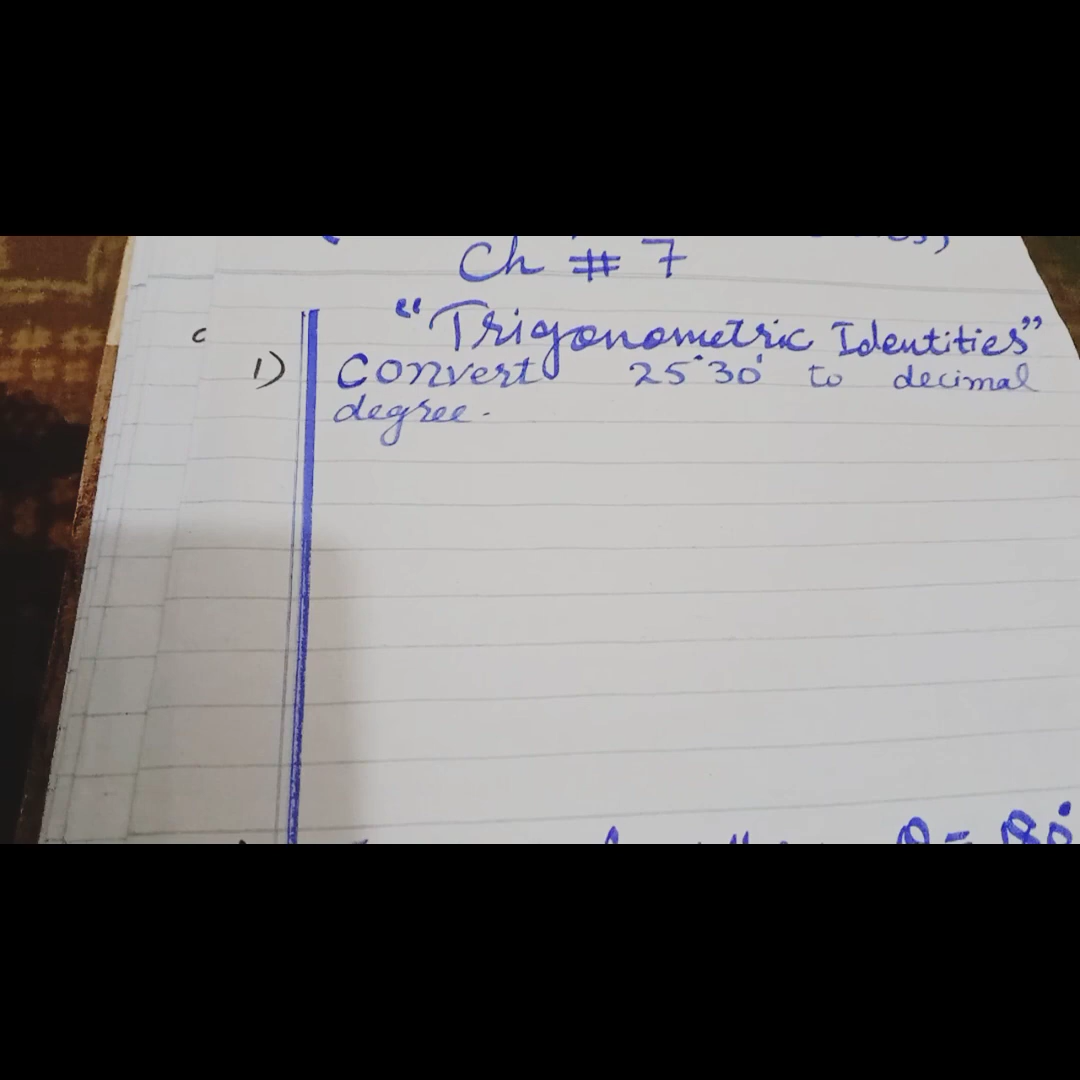 Ch # 7
“Trigonometric Identities”
c
1) Convert 25°30' to decimal
degree.